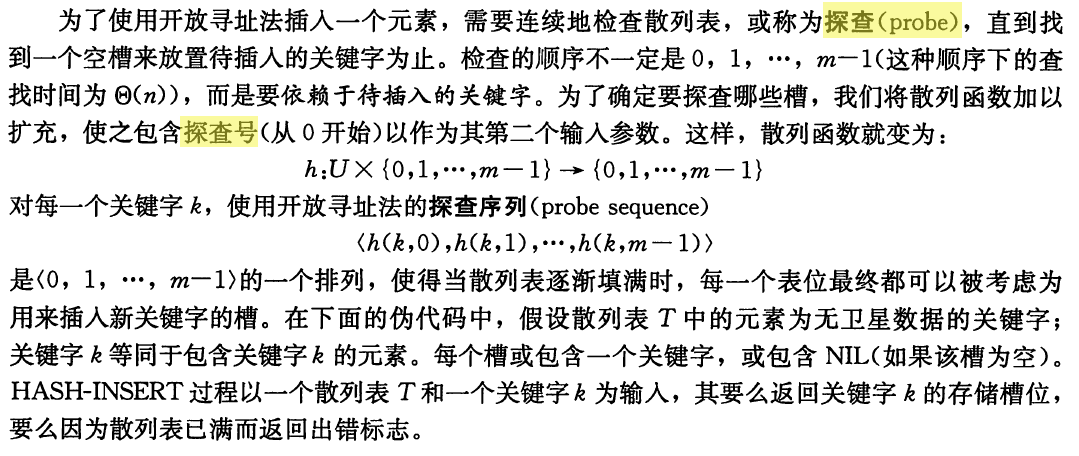 为了使用开放寻址法插入一个元素，需要连续地检查散列表，或称为探查(probe)，直到找
到一个空槽来放置待插入的关键字为止。检查的顺序不一定是 0，1，…，m－1(这种顺序下的查
找时间为 Θ(n))，而是要依赖于待插入的关键字。为了确定要探查哪些槽，我们将散列函数加以
扩充，使之包含探查号(从 0 开始)以作为其第二个输入参数。这样，散列函数就变为：
h:U×{0,1,…,m－1}→{0,1,…,m－1}
对每一个关键字 k，使用开放寻址法的探查序列(probe sequence)
〈h(k,0),h(k,1),…,h(k,m－1)〉
是〈0，1，…，m－1〉的一个排列，使得当散列表逐渐填满时，每一个表位最终都可以被考虑为
用来插入新关键字的槽。在下面的伪代码中，假设散列表 T 中的元素为无卫星数据的关键字；
关键字 k 等同于包含关键字 k 的元素。每个槽或包含一个关键字，或包含 NIL(如果该槽为空)。
HASH-INSERT 过程以一个散列表 T 和一个关键字 k 为输入，其要么返回关键字 k 的存储槽位，
要么因为散列表已满而返回出错标志。